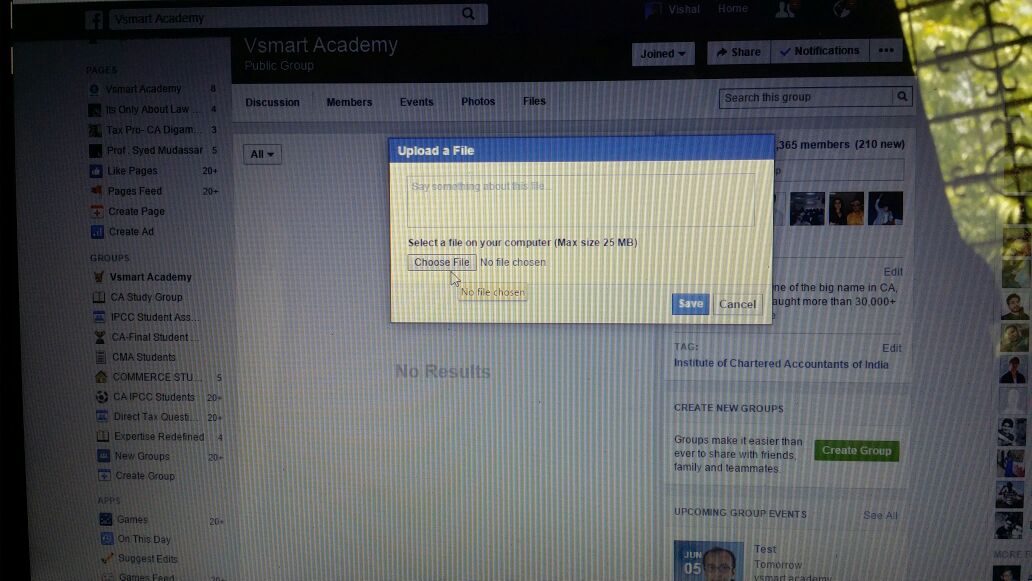 Vsmart Academy
Vishal
Home
Vsmart Academy
Public Group
Joined
Share
Notifications
Discussion
Members
Events
Photos
Files
Search this group
PAGES
Vsmart Academy 8
Its Only About Law ... 4
Tax Pro- CA Digam... 3
Prof. Syed Mudassar 5
Like Pages 20+
Pages Feed 20+
Create Page
Create Ad
GROUPS
Vsmart Academy
CA Study Group
IPCC Student Ass...
CA-Final Student ...
CMA Students
COMMERCE STU... 5
CA IPCC Students 20+
Direct Tax Questi... 20+
Expertise Redefined 4
New Groups 20+
Create Group
APPS
Games 20+
On This Day
Suggest Edits
Games Feed 20+
All
Upload a File
Say something about this file
Select a file on your computer (Max size 25 MB)
Choose File No file chosen
No file chosen
Save
Cancel
No Results
,365 members (210 new)
Edit
ne of the big name in CA,
aught more than 30,000+
TAG:
Edit
Institute of Chartered Accountants of India
CREATE NEW GROUPS
Groups make it easier than
ever to share with friends,
family and teammates.
Create Group
UPCOMING GROUP EVENTS
See All
JUN
05
Test
Tomorrow
vsmart academy
MORE F